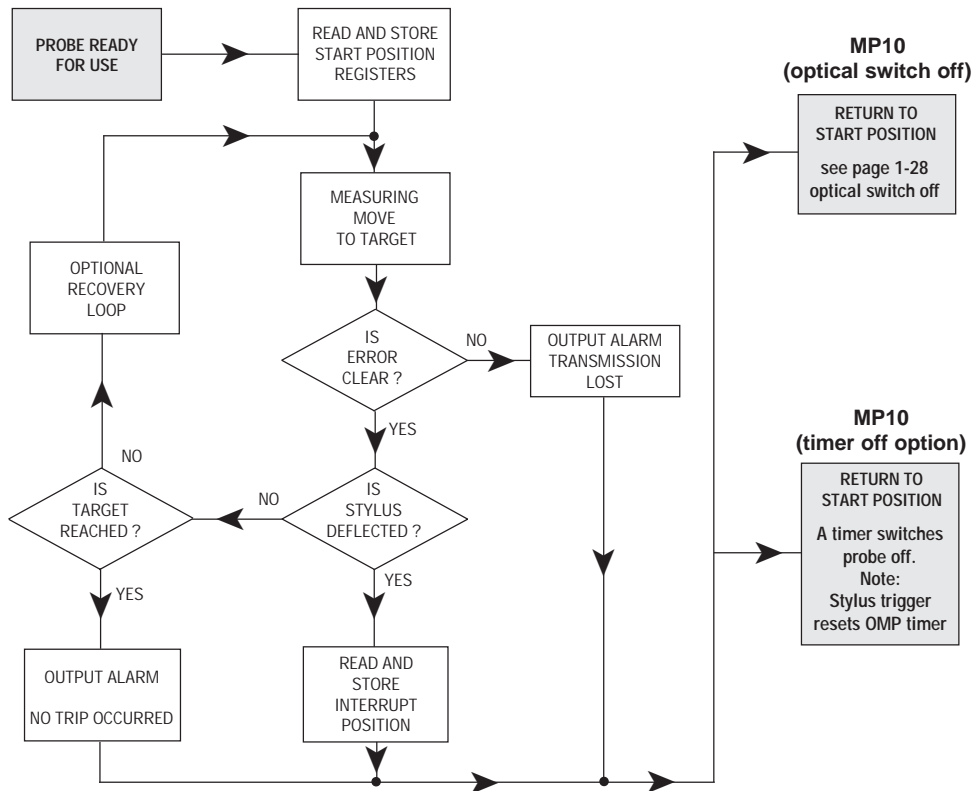 PROBE READY
FOR USE
READ AND STORE
START POSITION
REGISTERS
MP10
(optical switch off)
RETURN TO
START POSITION
see page 1-28
optical switch off
MEASURING
MOVE
TO TARGET
OPTIONAL
RECOVERY
LOOP
IS
ERROR
CLEAR ?
NO
OUTPUT ALARM
TRANSMISSION
LOST
YES
MP10
(timer off option)
RETURN TO
START POSITION
A timer switches
probe off.
Note:
Stylus trigger
resets OMP timer
NO
IS
TARGET
REACHED ?
NO
IS
STYLUS
DEFLECTED ?
YES
YES
OUTPUT ALARM
NO TRIP OCCURRED
READ AND
STORE
INTERRUPT
POSITION